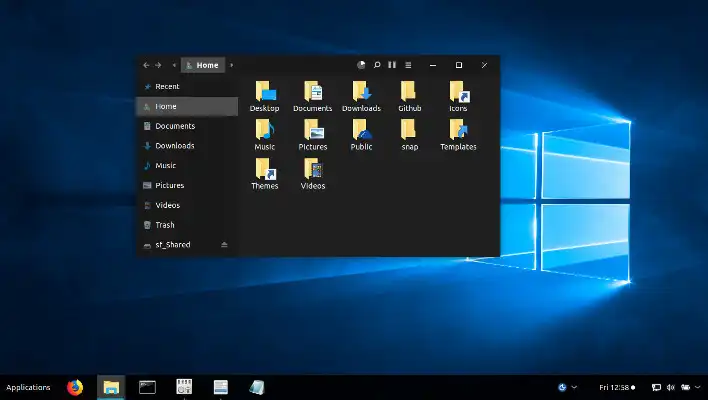 Home
Recent
Home
Documents
Downloads
Music
Pictures
Videos
Trash
sf_Shared
Desktop Documents Downloads Github Icons
Music Pictures Public snap Templates
Themes Videos
Applications Fri 12:58